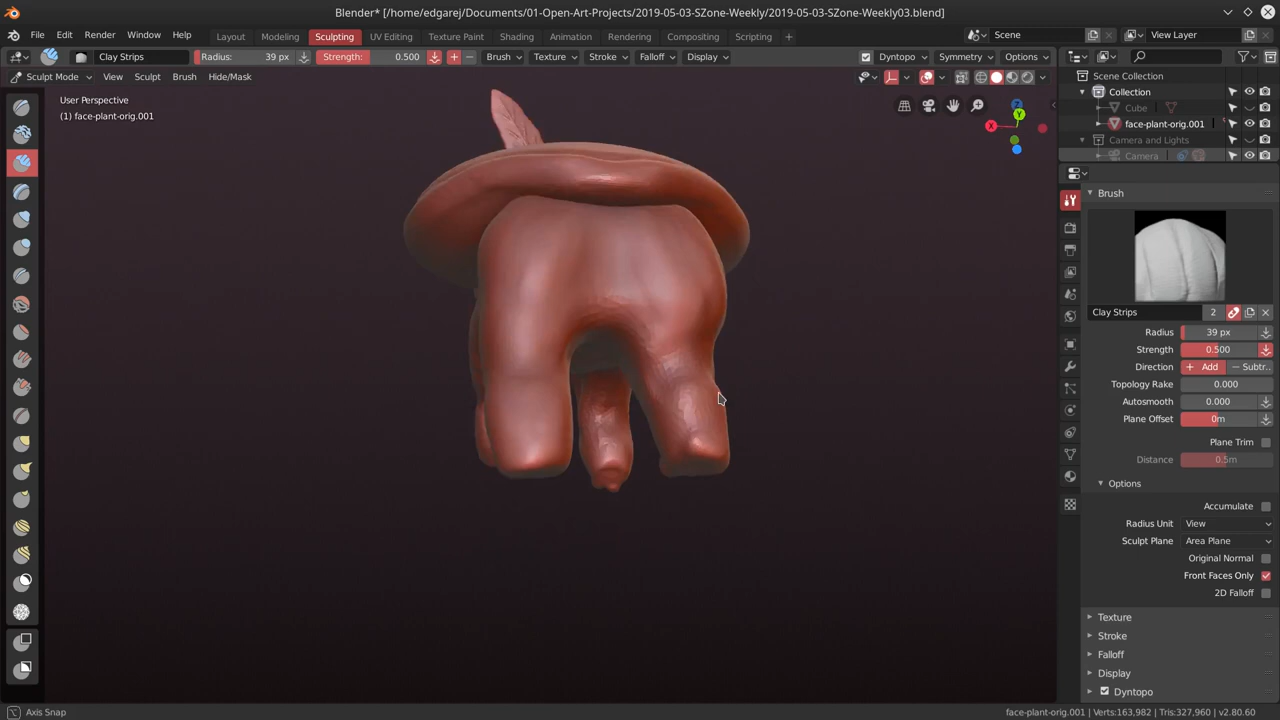 Blender* [/home/edgarej/Documents/01-Open-Art-Projects/2019-05-03-SZone-Weekly/2019-05-03-SZone-Weekly03.blend]
File Edit Render Window Help Layout Modeling Sculpting UV Editing Texture Paint Shading Animation Rendering Compositing Scripting + Scene View Layer
Clay Strips Radius: 39 px Strength: 0.500 Brush Texture Stroke Falloff Display Dyntopo Symmetry Options
Sculpt Mode View Sculpt Brush Hide/Mask
Scene Collection
Collection
Cube
face-plant-orig.001
Camera and Lights
Camera
User Perspective
(1) face-plant-orig.001
X
Y
Z
Brush
Clay Strips 2
Radius 39 px
Strength 0.500
Direction + Add − Subtr..
Topology Rake 0.000
Autosmooth 0.000
Plane Offset 0m
Plane Trim
Distance 0.5m
Options
Accumulate
Radius Unit View
Sculpt Plane Area Plane
Original Normal
Front Faces Only
2D Falloff
Texture
Stroke
Falloff
Display
Dyntopo
Axis Snap
face-plant-orig.001 | Verts:163,982 | Tris:327,960 | v2.80.60